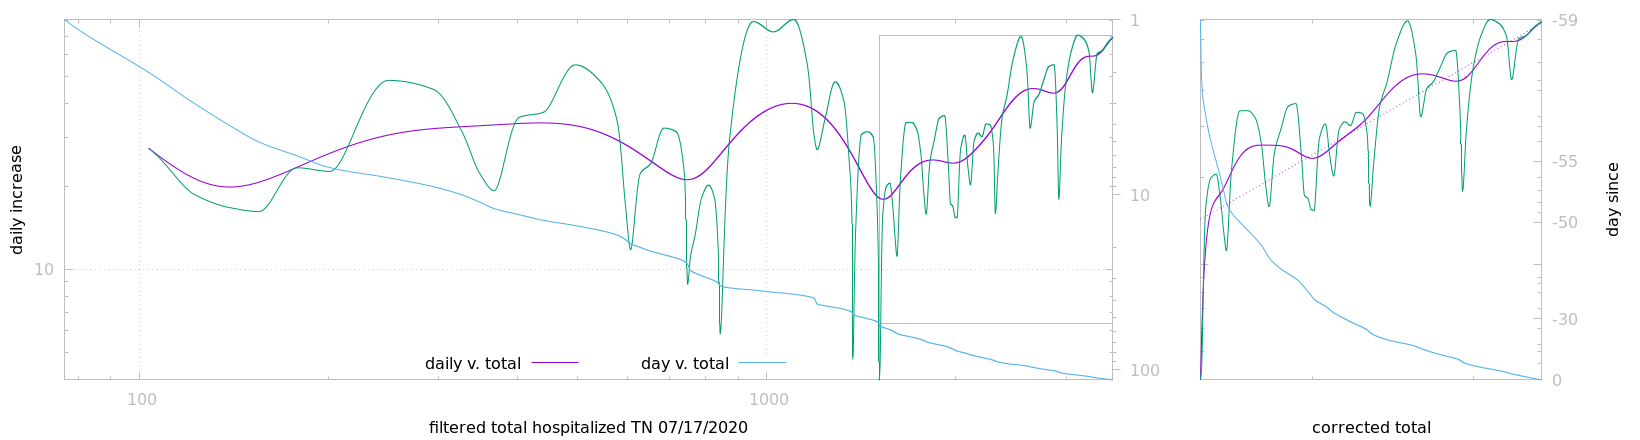 1
-59
daily increase
-55
day since
10
-50
10
-30
daily v. total
day v. total
100
0
100
1000
filtered total hospitalized TN 07/17/2020
corrected total